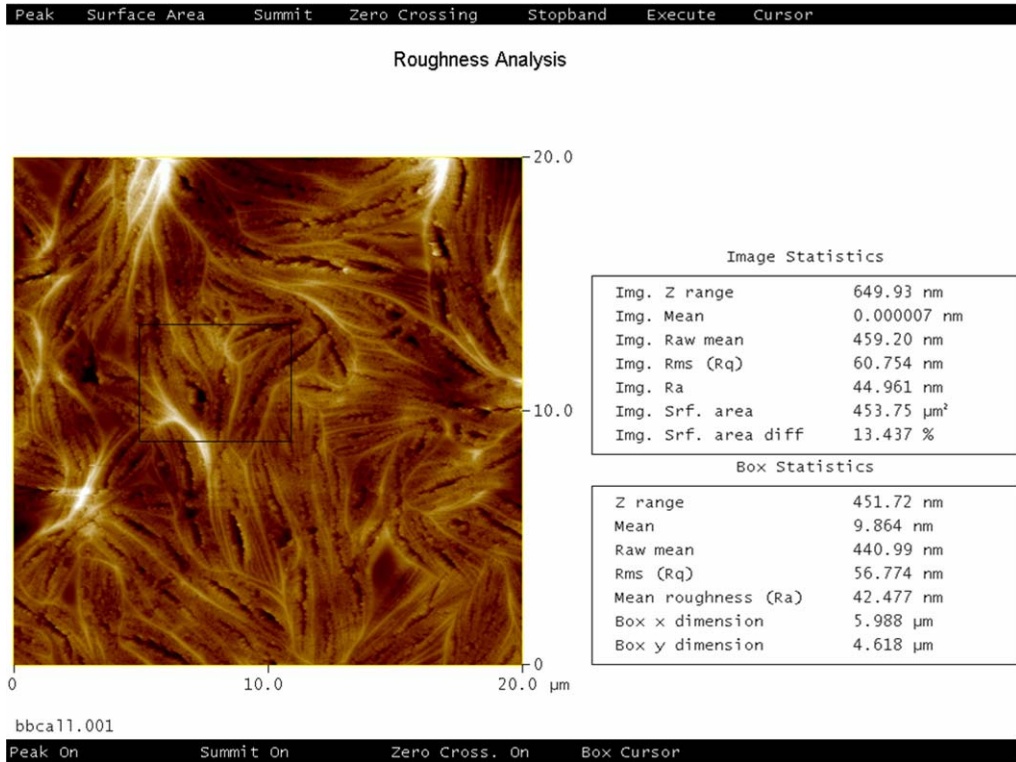 Peak Surface Area Summit Zero Crossing Stopband Execute Cursor
Roughness Analysis
20.0
10.0
0
0 10.0 20.0 µm
Image Statistics
Img. Z range 649.93 nm
Img. Mean 0.000007 nm
Img. Raw mean 459.20 nm
Img. Rms (Rq) 60.754 nm
Img. Ra 44.961 nm
Img. Srf. area 453.75 µm²
Img. Srf. area diff 13.437 %
Box Statistics
Z range 451.72 nm
Mean 9.864 nm
Raw mean 440.99 nm
Rms (Rq) 56.774 nm
Mean roughness (Ra) 42.477 nm
Box x dimension 5.988 µm
Box y dimension 4.618 µm
bbcall.001
Peak On Summit On Zero Cross. On Box Cursor